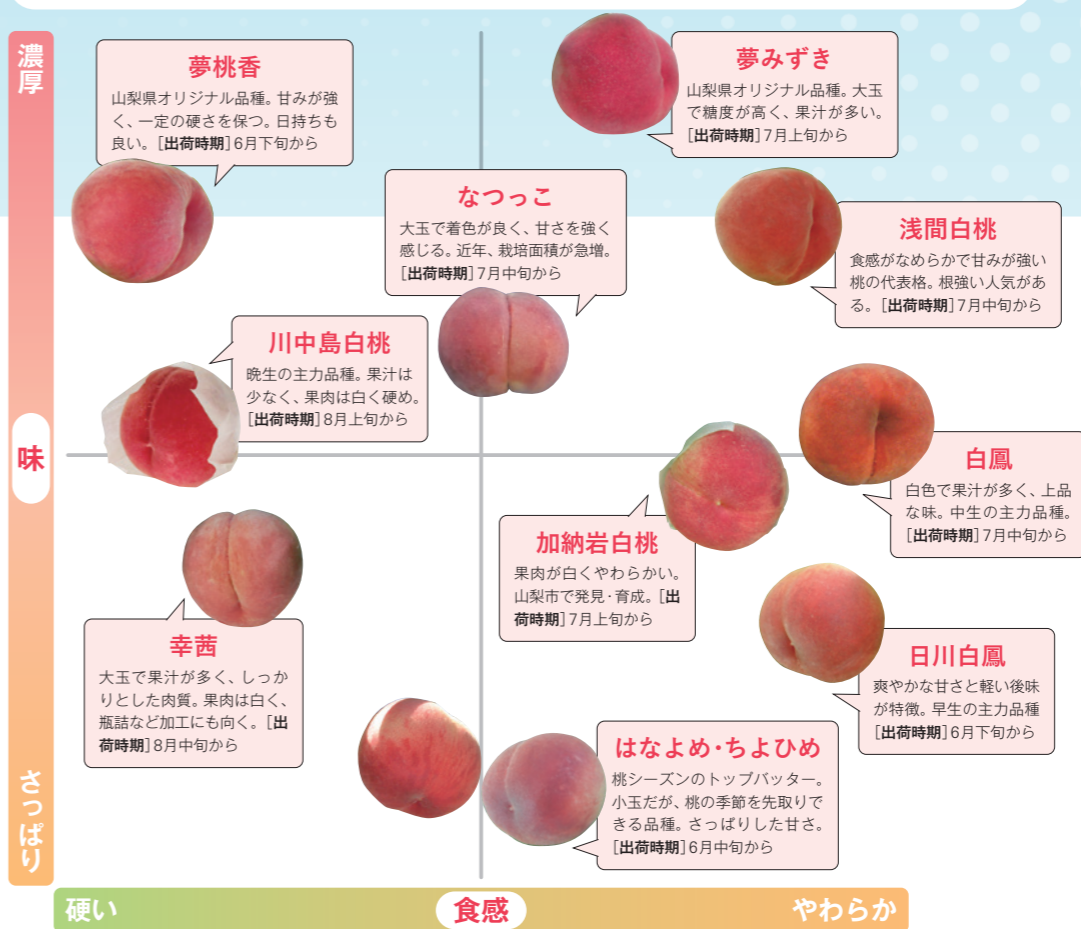 濃厚
夢桃香
山梨県オリジナル品種。甘みが強
く、一定の硬さを保つ。日持ちも
良い。[出荷時期]6月下旬から
夢みずき
山梨県オリジナル品種。大玉
で糖度が高く、果汁が多い。
[出荷時期]7月上旬から
なつっこ
大玉で着色が良く、甘さを強く
感じる。近年、栽培面積が急増。
[出荷時期]7月中旬から
浅間白桃
食感がなめらかで甘みが強い
桃の代表格。根強い人気があ
る。[出荷時期]7月中旬から
川中島白桃
晩生の主力品種。果汁は
少なく、果肉は白く硬め。
[出荷時期]8月上旬から
味
白鳳
白色で果汁が多く、上品
な味。中生の主力品種。
[出荷時期]7月中旬から
加納岩白桃
果肉が白くやわらかい。
山梨市で発見・育成。[出
荷時期]7月上旬から
幸茜
大玉で果汁が多く、しっか
りとした肉質。果肉は白く、
瓶詰など加工にも向く。[出
荷時期]8月中旬から
日川白鳳
爽やかな甘さと軽い後味
が特徴。早生の主力品種
[出荷時期]6月下旬から
はなよめ・ちよひめ
桃シーズンのトップバッター。
小玉だが、桃の季節を先取りで
きる品種。さっぱりした甘さ。
[出荷時期]6月中旬から
さっぱり
硬い
食感
やわらか